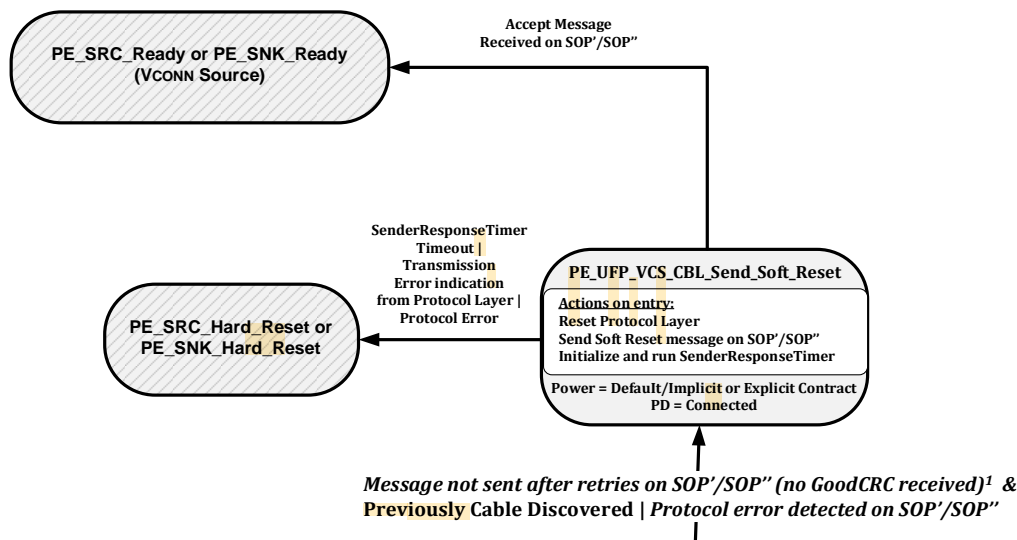 Accept Message
Received on SOP'/SOP''
PE_SRC_Ready or PE_SNK_Ready
(VCONN Source)
SenderResponseTimer
Timeout |
Transmission
Error indication
from Protocol Layer |
Protocol Error
PE_SRC_Hard_Reset or
PE_SNK_Hard_Reset
PE_UFP_VCS_CBL_Send_Soft_Reset
Actions on entry:
Reset Protocol Layer
Send Soft Reset message on SOP'/SOP''
Initialize and run SenderResponseTimer
Power = Default/Implicit or Explicit Contract
PD = Connected
Message not sent after retries on SOP'/SOP'' (no GoodCRC received)¹ &
Previously Cable Discovered | Protocol error detected on SOP'/SOP''